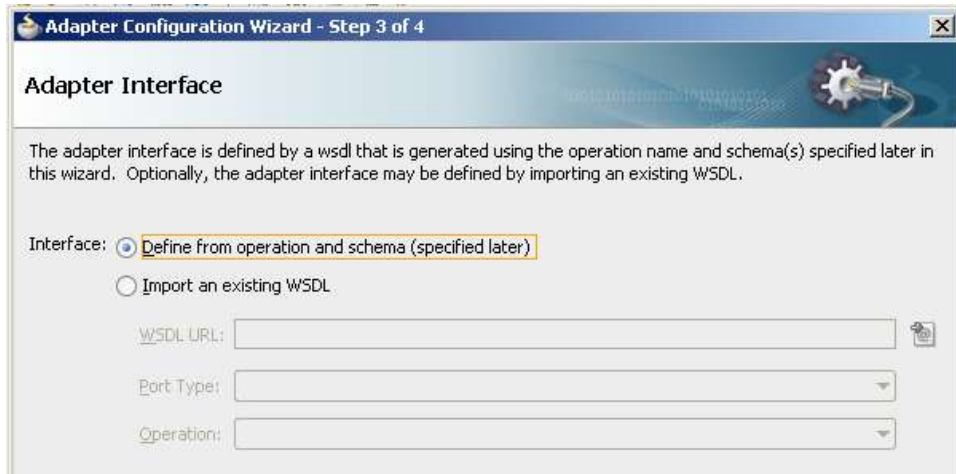 Adapter Configuration Wizard - Step 3 of 4
Adapter Interface
The adapter interface is defined by a wsdl that is generated using the operation name and schema(s) specified later in
this wizard. Optionally, the adapter interface may be defined by importing an existing WSDL.
Interface: Define from operation and schema (specified later)
Import an existing WSDL
WSDL URL:
Port Type:
Operation: